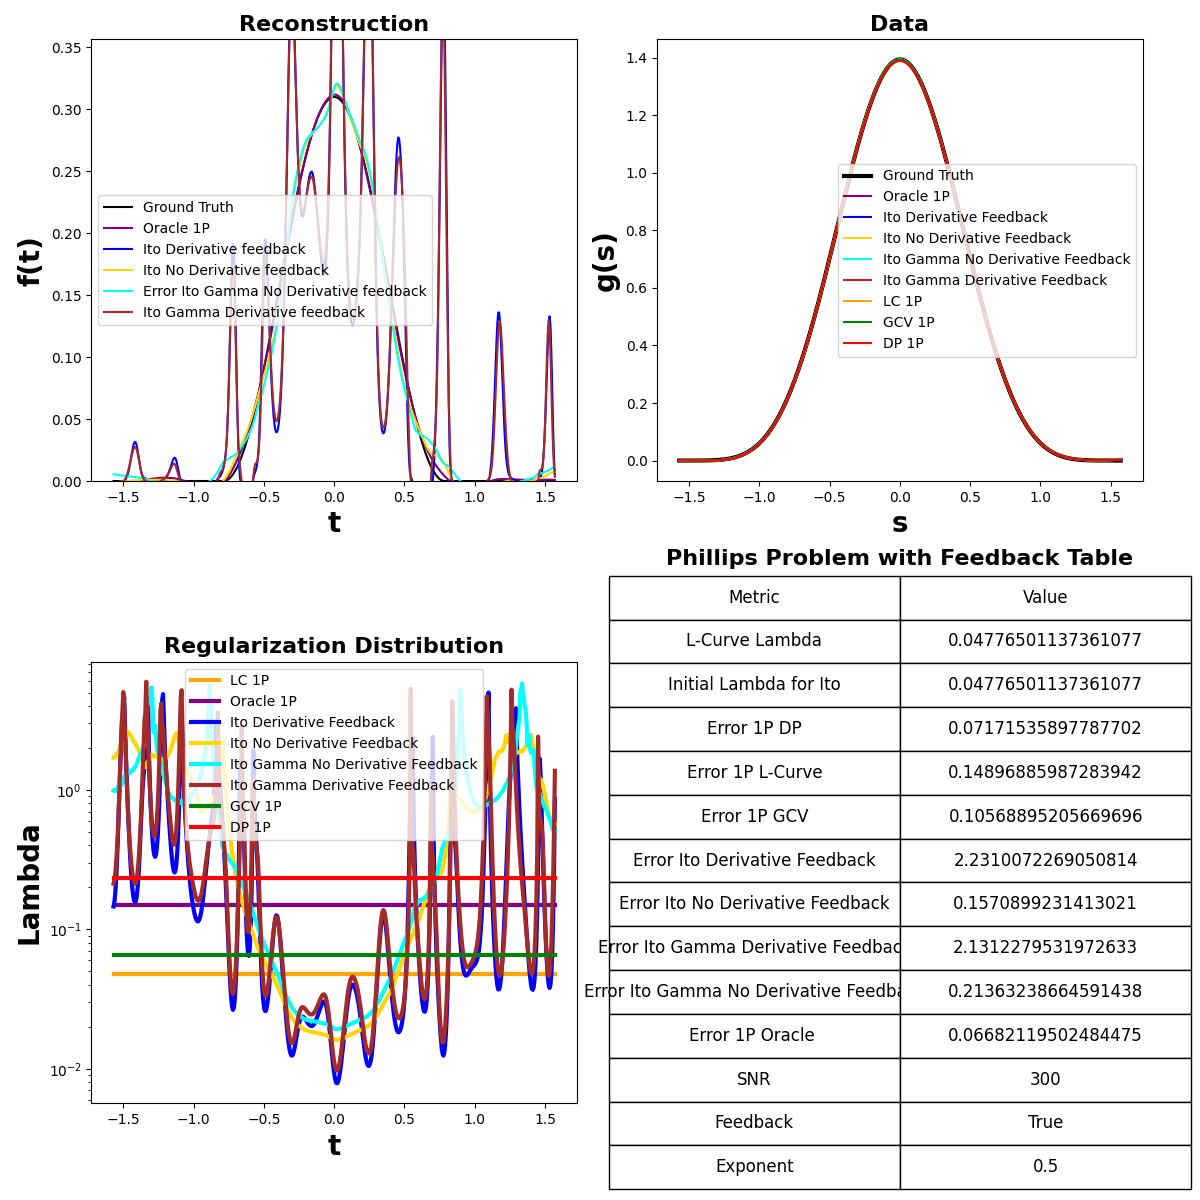 Reconstruction
0.35
0.30
0.25
0.20
0.15
0.10
0.05
0.00
f(t)
Ground Truth
Oracle 1P
Ito Derivative feedback
Ito No Derivative feedback
Error Ito Gamma No Derivative feedback
Ito Gamma Derivative feedback
−1.5 −1.0 −0.5 0.0 0.5 1.0 1.5
t
Data
1.4
1.2
1.0
0.8
0.6
0.4
0.2
0.0
g(s)
Ground Truth
Oracle 1P
Ito Derivative Feedback
Ito No Derivative Feedback
Ito Gamma No Derivative Feedback
Ito Gamma Derivative Feedback
LC 1P
GCV 1P
DP 1P
−1.5 −1.0 −0.5 0.0 0.5 1.0 1.5
s
Regularization Distribution
10⁰
10⁻¹
10⁻²
Lambda
LC 1P
Oracle 1P
Ito Derivative Feedback
Ito No Derivative Feedback
Ito Gamma No Derivative Feedback
Ito Gamma Derivative Feedback
GCV 1P
DP 1P
−1.5 −1.0 −0.5 0.0 0.5 1.0 1.5
t
Phillips Problem with Feedback Table
Metric Value
L-Curve Lambda 0.04776501137361077
Initial Lambda for Ito 0.04776501137361077
Error 1P DP 0.07171535897787702
Error 1P L-Curve 0.14896885987283942
Error 1P GCV 0.10568895205669696
Error Ito Derivative Feedback 2.2310072269050814
Error Ito No Derivative Feedback 0.1570899231413021
Error Ito Gamma Derivative Feedbac 2.1312279531972633
Error Ito Gamma No Derivative Feedba 0.21363238664591438
Error 1P Oracle 0.06682119502484475
SNR 300
Feedback True
Exponent 0.5